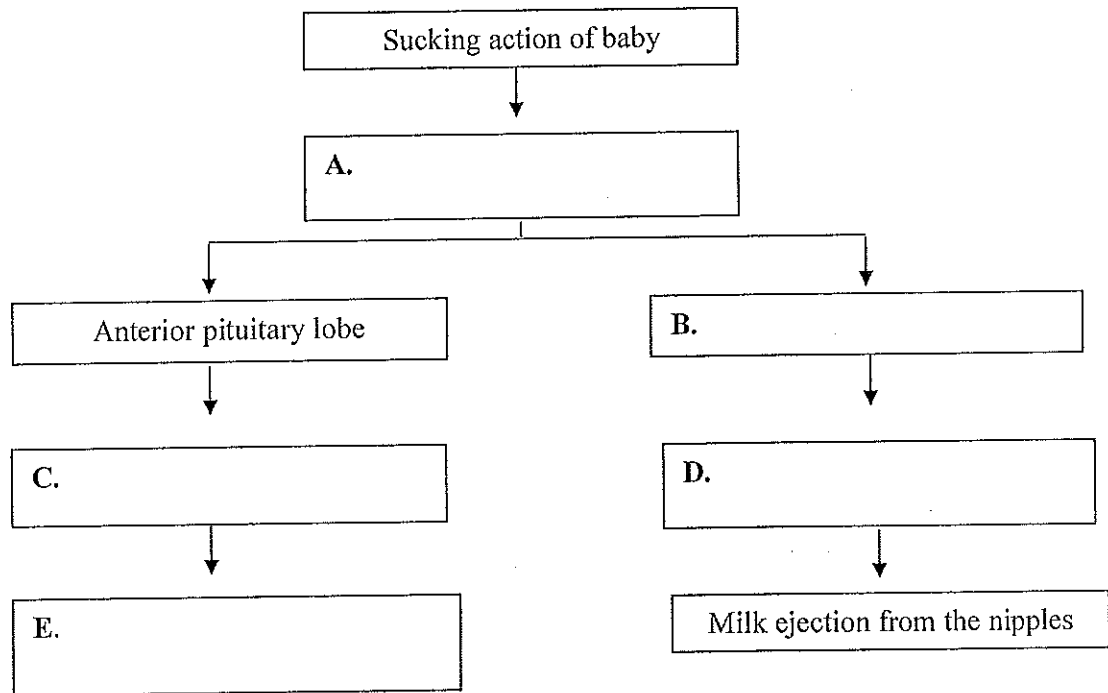 Sucking action of baby
A.
Anterior pituitary lobe
B.
C.
D.
E.
Milk ejection from the nipples